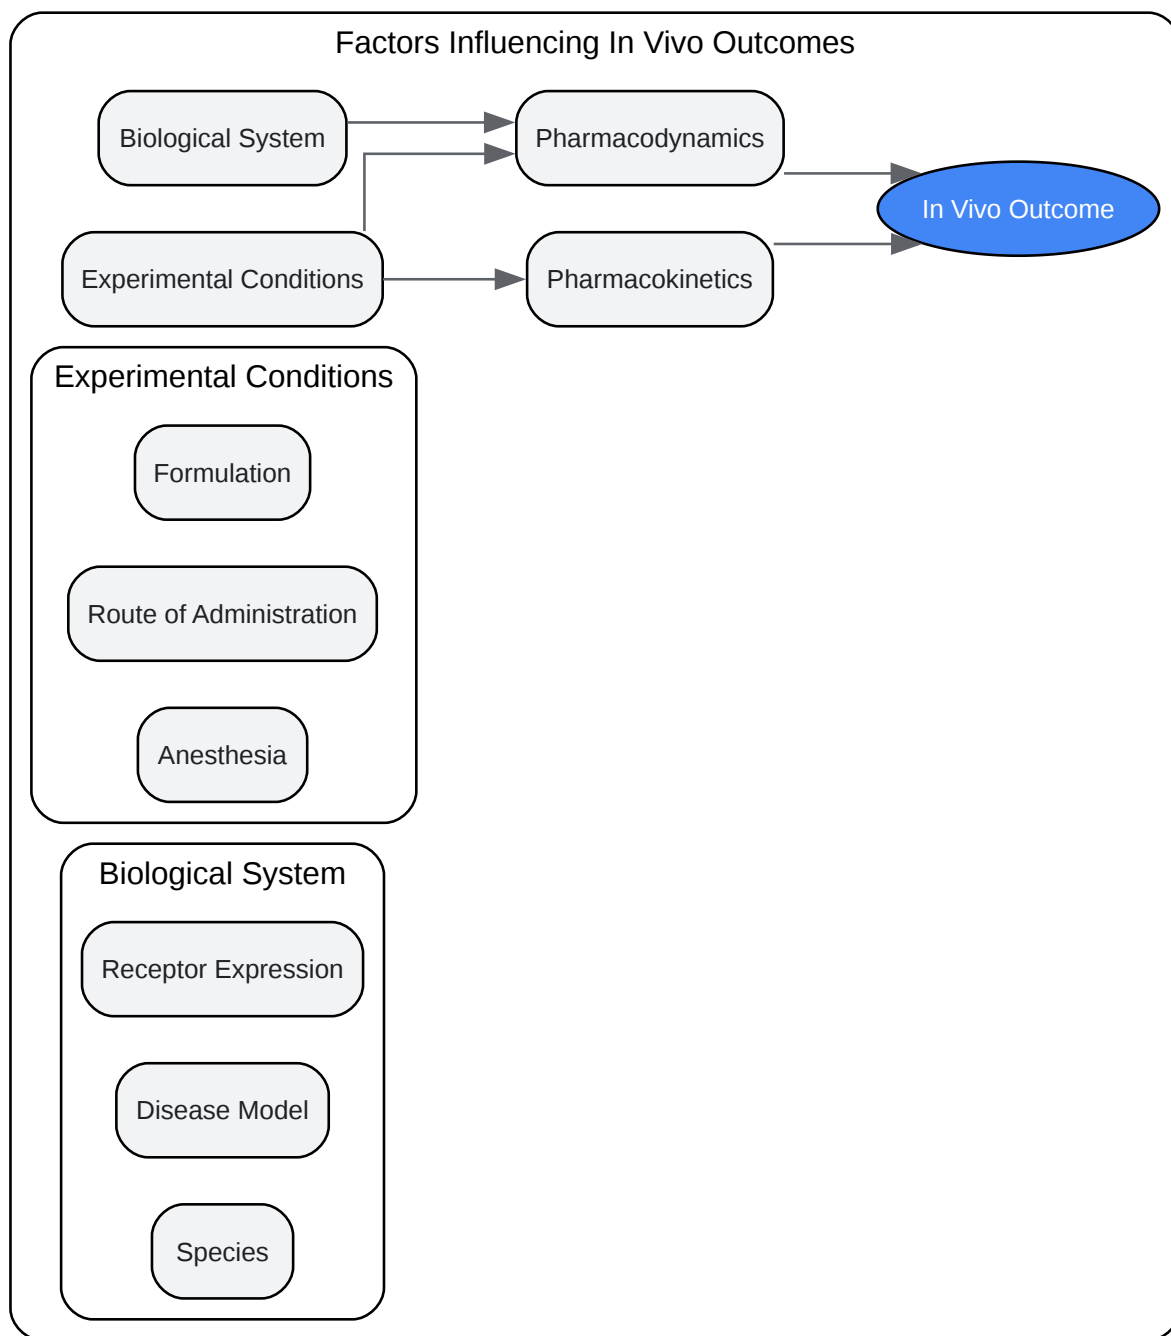 Factors Influencing In Vivo Outcomes
Biological System
Pharmacodynamics
In Vivo Outcome
Experimental Conditions
Pharmacokinetics
Experimental Conditions
Formulation
Route of Administration
Anesthesia
Biological System
Receptor Expression
Disease Model
Species